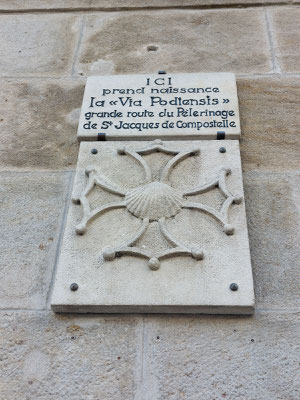 ICI
prend naissance
la «Via Podiensis»
grande route du Pèlerinage
de St Jacques de Compostelle